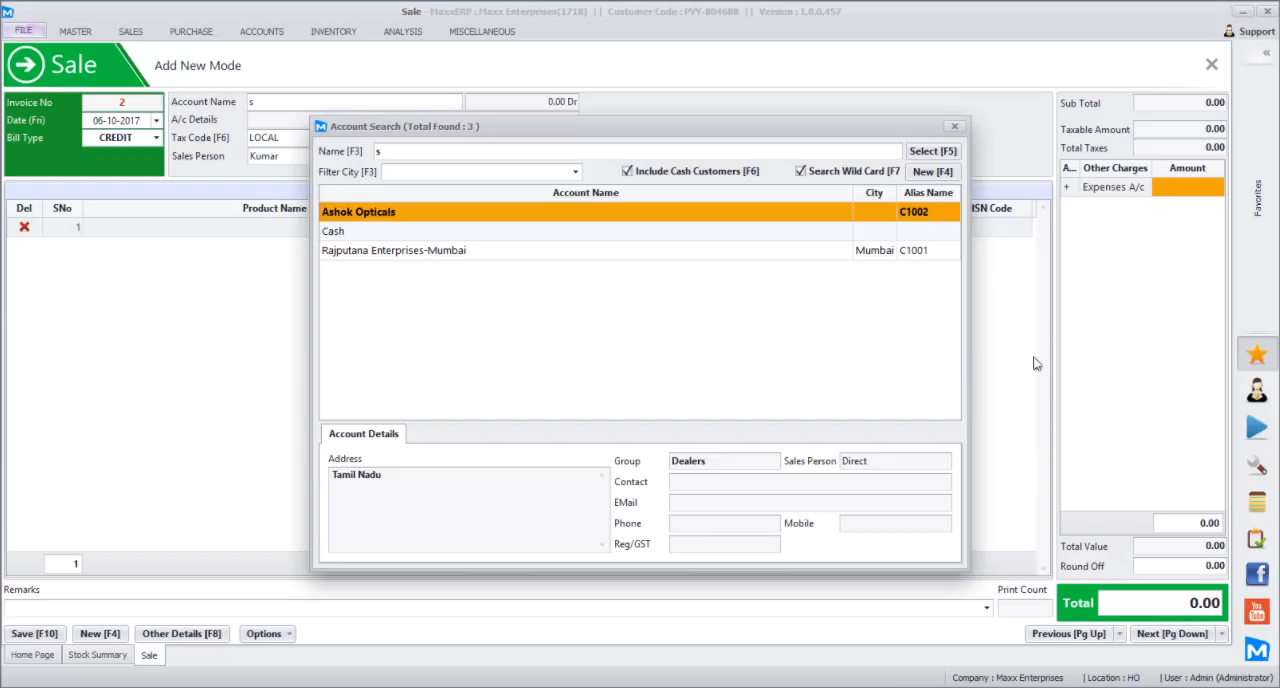 Sale - MaxxERP : Maxx Enterprises(1718) || Customer Code : PVY-804688 || Version : 1.0.0.457
FILE MASTER SALES PURCHASE ACCOUNTS INVENTORY ANALYSIS MISCELLANEOUS Support
Sale Add New Mode
Invoice No 2 Account Name s 0.00 Dr Sub Total 0.00
Date (Fri) 06-10-2017 A/c Details
Bill Type CREDIT Tax Code [F6] LOCAL Taxable Amount 0.00
Sales Person Kumar Total Taxes 0.00
Account Search (Total Found : 3 )
Name [F3] s Select [F5]
Filter City [F3] Include Cash Customers [F6] Search Wild Card [F7 New [F4]
A... Other Charges Amount
+ Expenses A/c
Favorites
Account Name City Alias Name
Del SNo Product Name HSN Code
Ashok Opticals C1002
1
Cash
Rajputana Enterprises-Mumbai Mumbai C1001
Account Details
Address
Tamil Nadu
Group Dealers Sales Person Direct
Contact
EMail
Phone Mobile
Reg/GST
0.00
Total Value 0.00
1 Round Off 0.00
Remarks Print Count
Total 0.00
Save [F10] New [F4] Other Details [F8] Options Previous [Pg Up] Next [Pg Down]
Home Page Stock Summary Sale
You Tube
Company : Maxx Enterprises | Location : HO | User : Admin (Administrator)